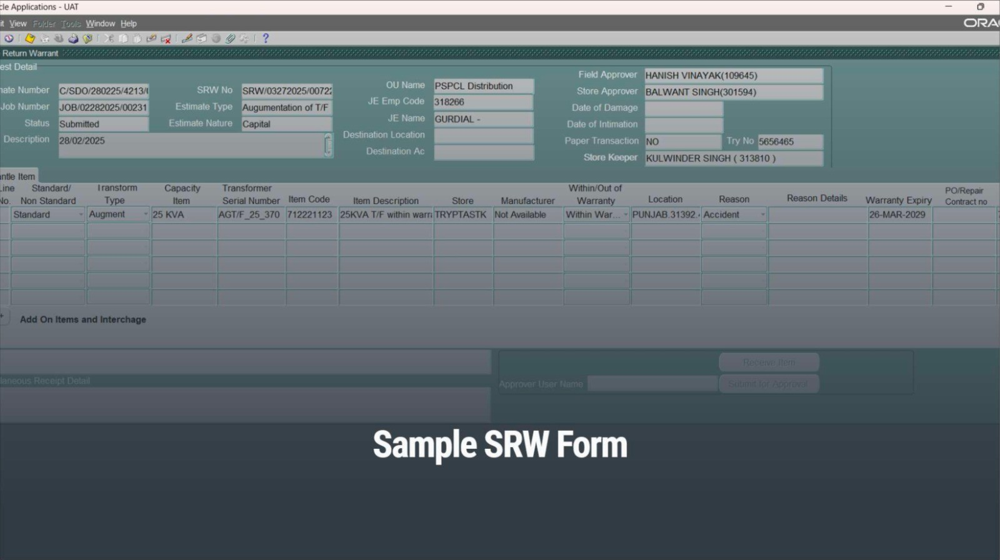 cle Applications - UAT
it View Folder Tools Window Help
ORA
Return Warrant
est Detail
nate Number C/SDO/280225/4213/( SRW No SRW/03272025/0072 OU Name PSPCL Distribution Field Approver HANISH VINAYAK(109645)
Job Number JOB/02282025/00231 Estimate Type Augumentation of T/F JE Emp Code 318266 Store Approver BALWANT SINGH(301594)
Status Submitted Estimate Nature Capital JE Name GURDIAL - Date of Damage
Description 28/02/2025 Destination Location Date of Intimation
Destination Ac Paper Transaction NO Try No 5656465
Store Keeper KULWINDER SINGH ( 313810 )
ntle Item
Line No. Standard/ Non Standard Transform Type Capacity Item Transformer Serial Number Item Code Item Description Store Manufacturer Within/Out of Warranty Location Reason Reason Details Warranty Expiry PO/Repair Contract no
Standard Augment 25 KVA AGT/F_25_370 712221123 25KVA T/F within warr TRYPTASTK Not Available Within War... PUNJAB.31392. Accident 26-MAR-2029
Add On Items and Interchage
Receive Item
laneous Receipt Detail
Approver User Name Submit for Approval
Sample SRW Form